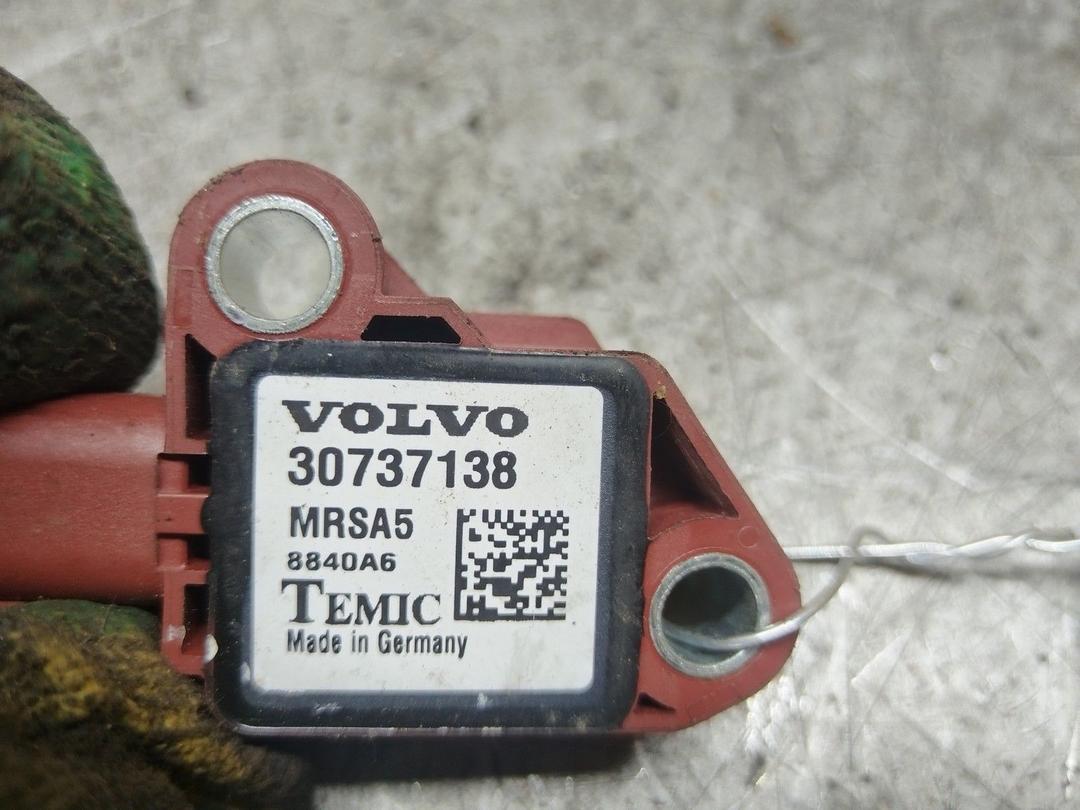 VOLVO
30737138
MRSA5
8840A6
TEMIC
Made in Germany